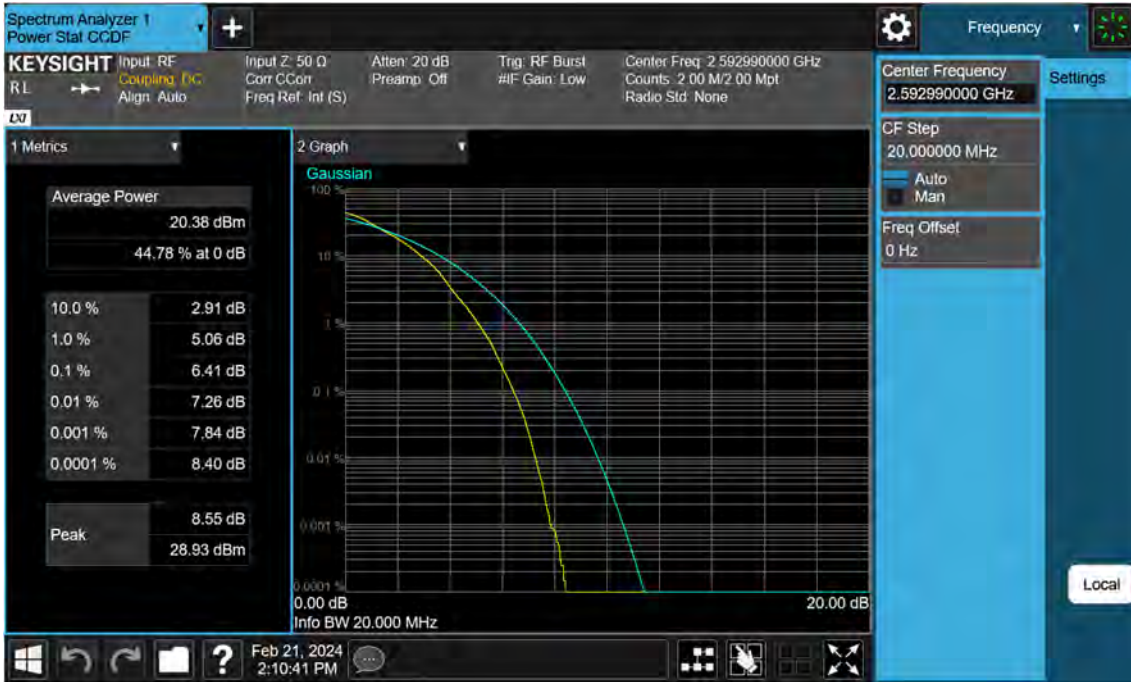 Spectrum Analyzer 1
Power Stat CCDF
+
Frequency
KEYSIGHT
RL
LXI
Input: RF
Coupling: DC
Align: Auto
Input Z: 50 Ω
Corr CCorr
Freq Ref: Int (S)
Atten: 20 dB
Preamp: Off
Trig: RF Burst
#IF Gain: Low
Center Freq: 2.592990000 GHz
Counts: 2.00 M/2.00 Mpt
Radio Std: None
Center Frequency
2.592990000 GHz
Settings
CF Step
20.000000 MHz
Auto
Man
Freq Offset
0 Hz
Local
1 Metrics
Average Power
20.38 dBm
44.78 % at 0 dB
10.0 % 2.91 dB
1.0 % 5.06 dB
0.1 % 6.41 dB
0.01 % 7.26 dB
0.001 % 7.84 dB
0.0001 % 8.40 dB
Peak
8.55 dB
28.93 dBm
2 Graph
Gaussian
100 %
10 %
1 %
0.1 %
0.01 %
0.001 %
0.0001 %
0.00 dB 20.00 dB
Info BW 20.000 MHz
? Feb 21, 2024
2:10:41 PM